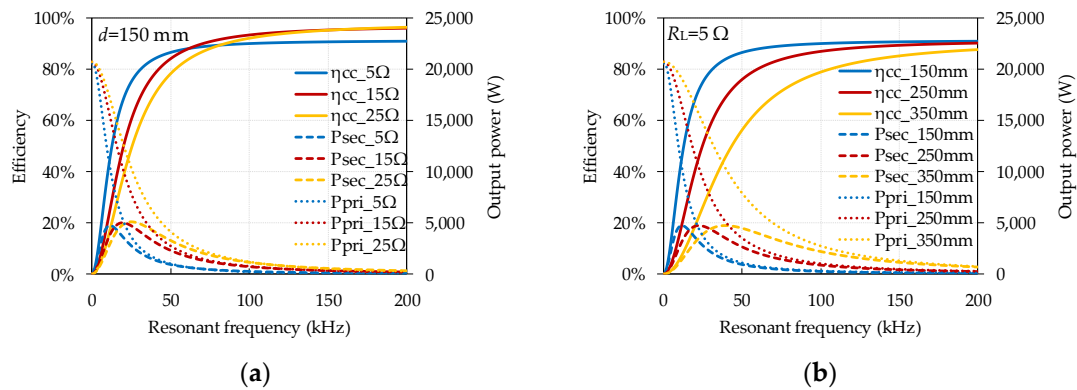 100%
80%
60%
40%
20%
0%
Efficiency
d=150 mm
ηcc_5Ω
ηcc_15Ω
ηcc_25Ω
Psec_5Ω
Psec_15Ω
Psec_25Ω
Ppri_5Ω
Ppri_15Ω
Ppri_25Ω
25,000
20,000
15,000
10,000
5,000
0
Output power (W)
0 50 100 150 200
Resonant frequency (kHz)
(a)
100%
80%
60%
40%
20%
0%
Efficiency
RL=5 Ω
ηcc_150mm
ηcc_250mm
ηcc_350mm
Psec_150mm
Psec_250mm
Psec_350mm
Ppri_150mm
Ppri_250mm
Ppri_350mm
25,000
20,000
15,000
10,000
5,000
0
Output power (W)
0 50 100 150 200
Resonant frequency (kHz)
(b)